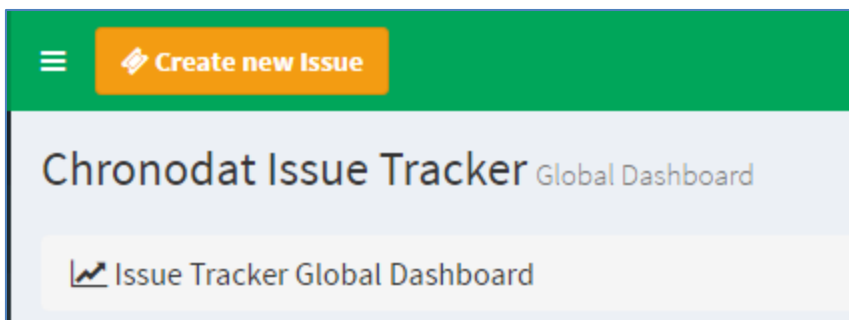 Create new Issue
Chronodat Issue Tracker Global Dashboard
Issue Tracker Global Dashboard